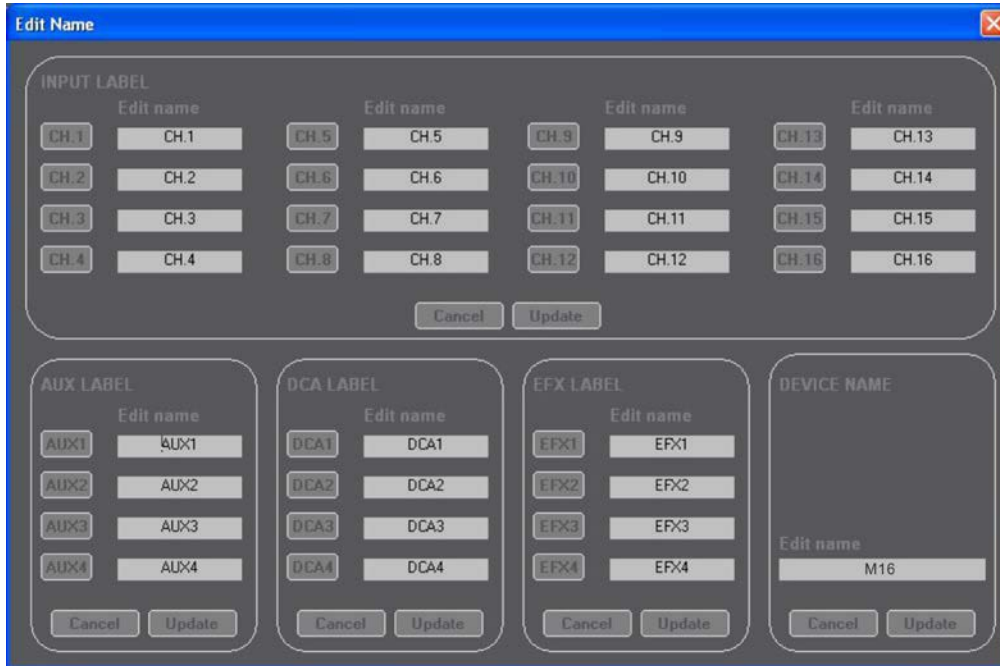 Edit Name
INPUT LABEL
Edit name Edit name Edit name Edit name
CH.1 CH.1 CH.5 CH.5 CH.9 CH.9 CH.13 CH.13
CH.2 CH.2 CH.6 CH.6 CH.10 CH.10 CH.14 CH.14
CH.3 CH.3 CH.7 CH.7 CH.11 CH.11 CH.15 CH.15
CH.4 CH.4 CH.8 CH.8 CH.12 CH.12 CH.16 CH.16
Cancel Update
AUX LABEL
Edit name
AUX1 AUX1
AUX2 AUX2
AUX3 AUX3
AUX4 AUX4
Cancel Update
DCA LABEL
Edit name
DCA1 DCA1
DCA2 DCA2
DCA3 DCA3
DCA4 DCA4
Cancel Update
EFX LABEL
Edit name
EFX1 EFX1
EFX2 EFX2
EFX3 EFX3
EFX4 EFX4
Cancel Update
DEVICE NAME
Edit name
M16
Cancel Update